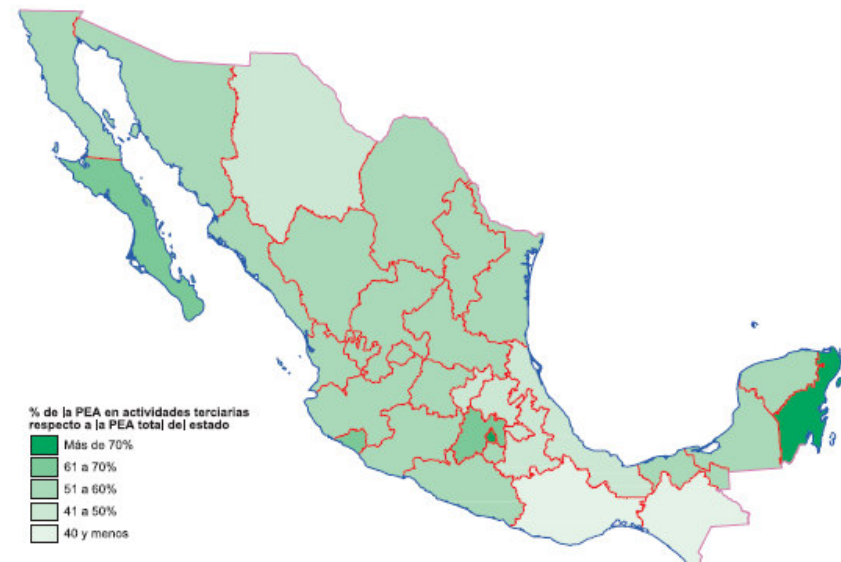 % de la PEA en actividades terciarias
respecto a la PEA total del estado
Más de 70%
61 a 70%
51 a 60%
41 a 50%
40 y menos